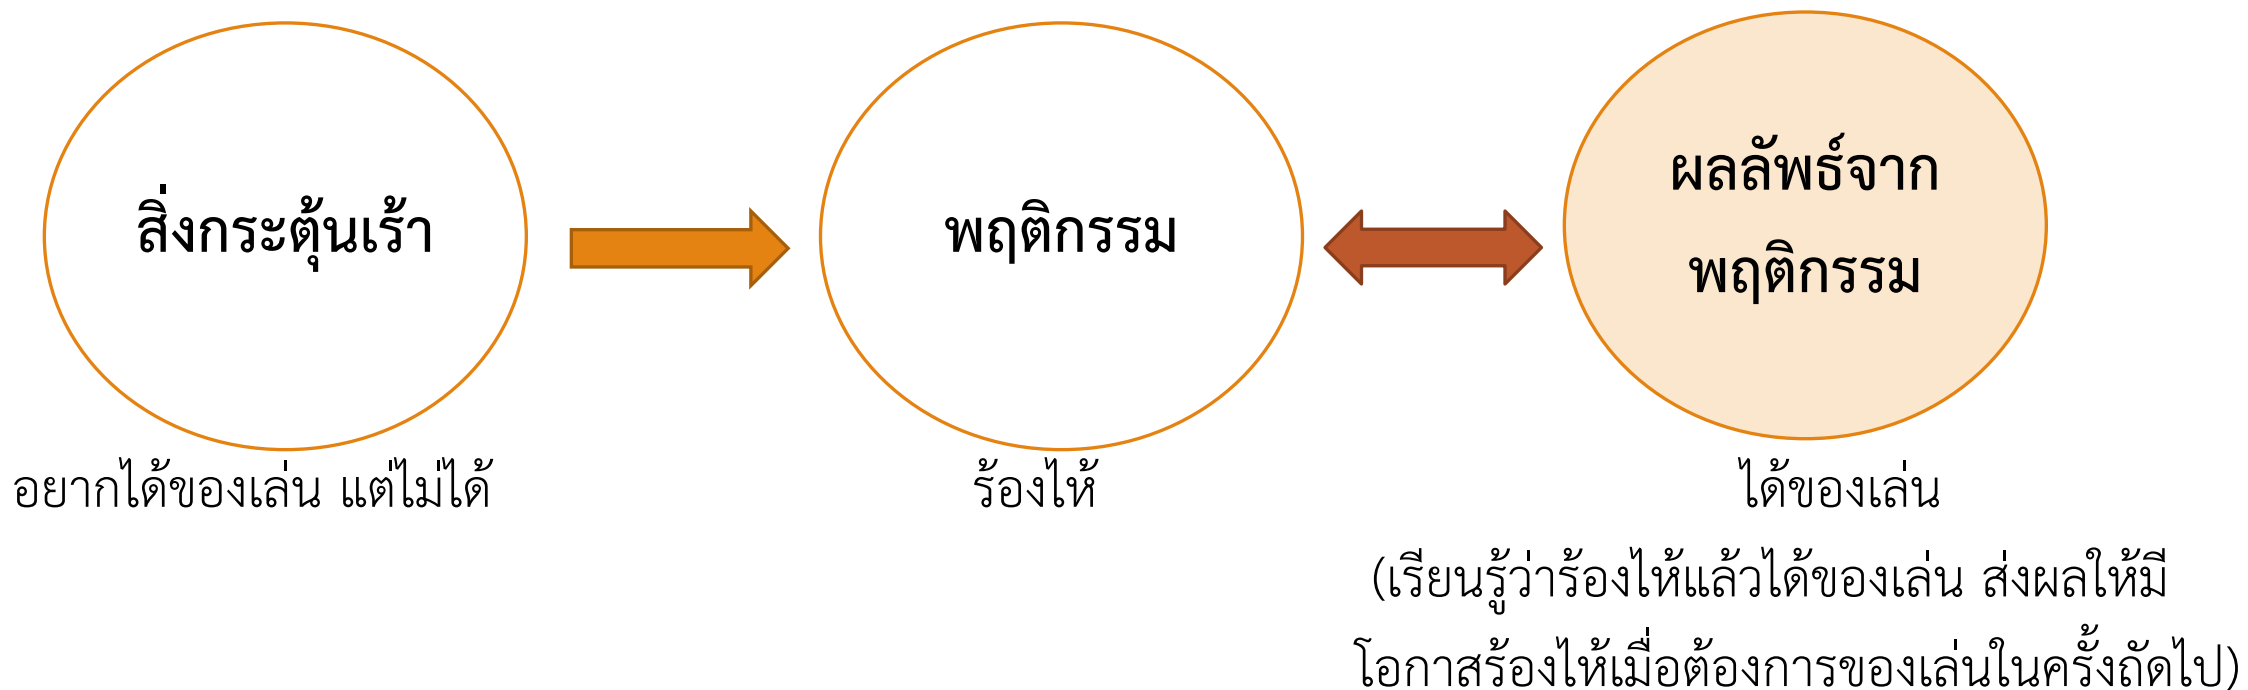 สิ่งกระตุ้นเร้า
พฤติกรรม
ผลลัพธ์จาก
พฤติกรรม
อยากได้ของเล่น แต่ไม่ได้
ร้องไห้
ได้ของเล่น
(เรียนรู้ว่าร้องไห้แล้วได้ของเล่น ส่งผลให้มี
โอกาสร้องไห้เมื่อต้องการของเล่นในครั้งถัดไป)